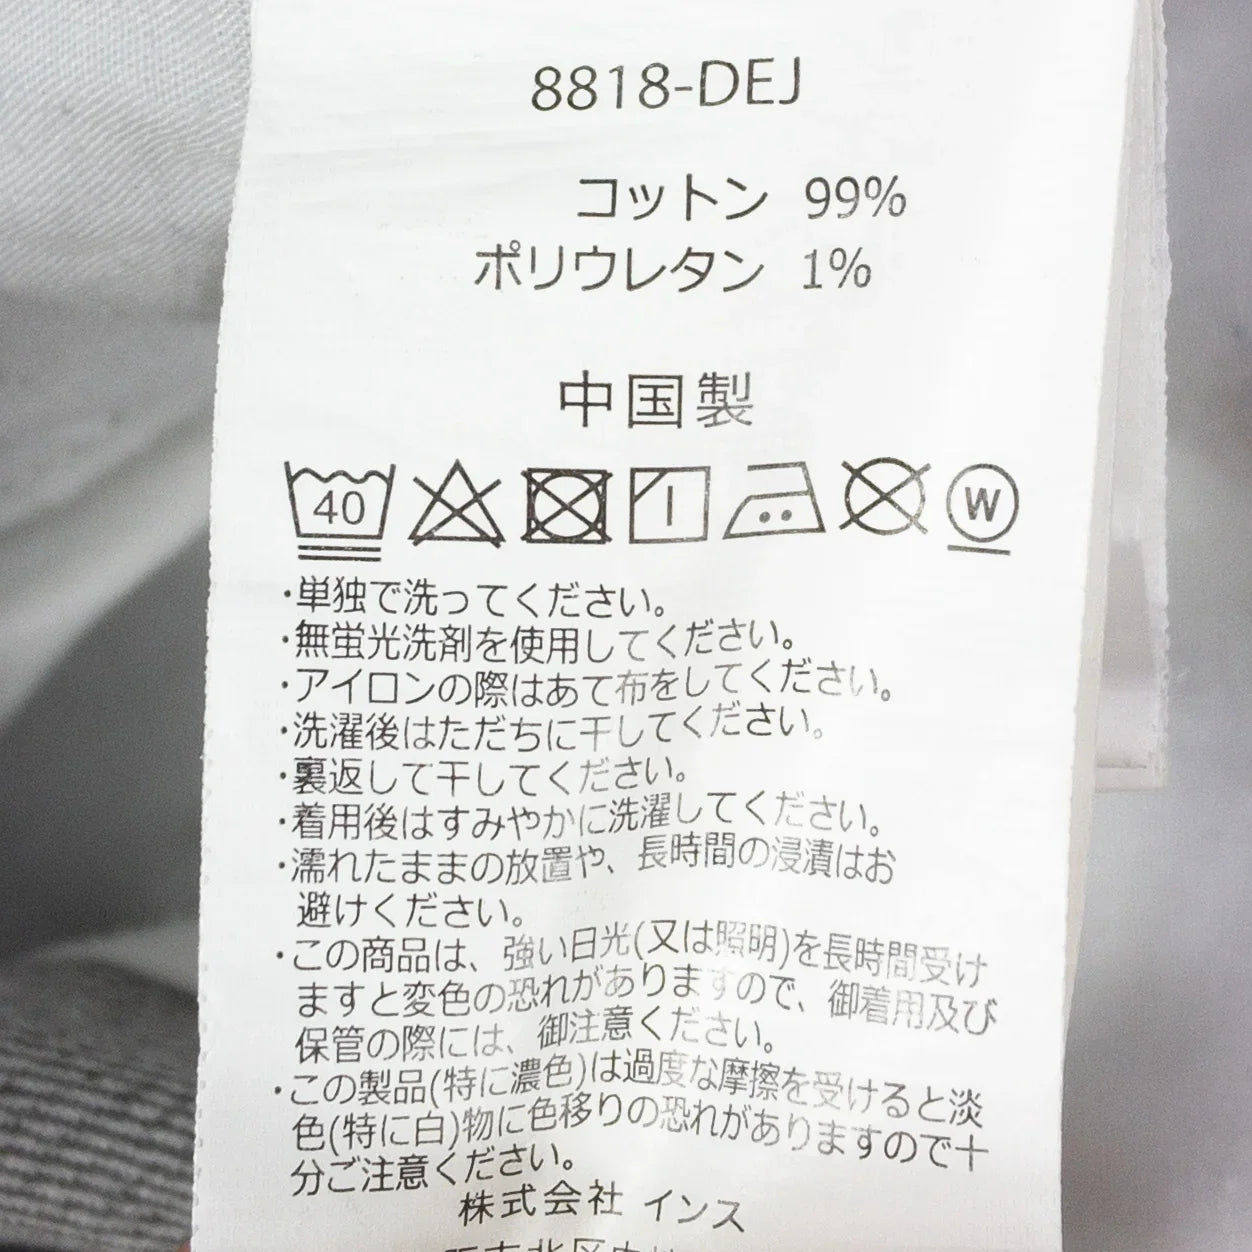 8818-DEJ
コットン 99%
ポリウレタン 1%
中国製
40
W
・単独で洗ってください。
・無蛍光洗剤を使用してください。
・アイロンの際はあて布をしてください。
・洗濯後はただちに干してください。
・裏返して干してください。
・着用後はすみやかに洗濯してください。
・濡れたままの放置や、長時間の浸漬はお
避けください。
・この商品は、強い日光(又は照明)を長時間受け
ますと変色の恐れがありますので、御着用及び
保管の際には、御注意ください。
・この製品(特に濃色)は過度な摩擦を受けると淡
色(特に白)物に色移りの恐れがありますので十
分ご注意ください。
株式会社 インス